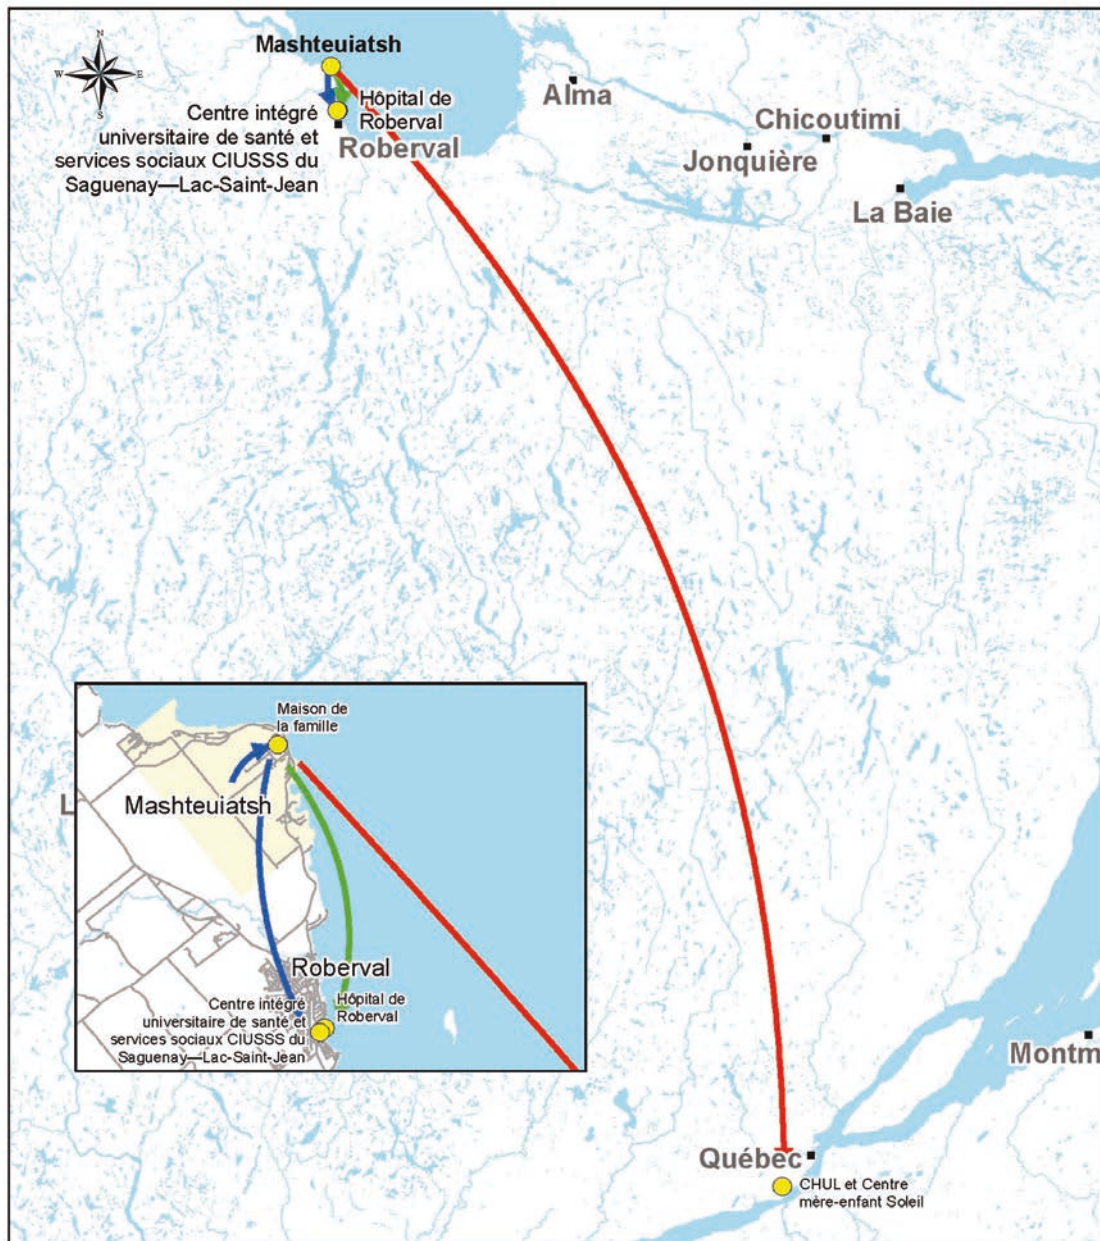 N
W
E
S
Mashteuiatsh
Centre intégré
universitaire de santé et
services sociaux CIUSSS du
Saguenay—Lac-Saint-Jean
Hôpital de
Roberval
Roberval
Alma
Chicoutimi
Jonquière
La Baie
L
Maison de
la famille
Mashteuiatsh
Roberval
Centre intégré
universitaire de santé et
services sociaux CIUSSS du
Saguenay—Lac-Saint-Jean
Hôpital de
Roberval
Montm
Québec
CHUL et Centre
mère-enfant Soleil